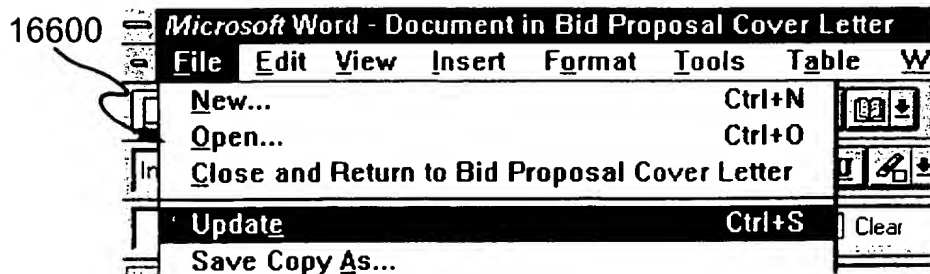 16600
Microsoft Word - Document in Bid Proposal Cover Letter
File Edit View Insert Format Tools Table W
New... Ctrl+N
Open... Ctrl+O
In
Close and Return to Bid Proposal Cover Letter U
Update Ctrl+S Clear
Save Copy As...